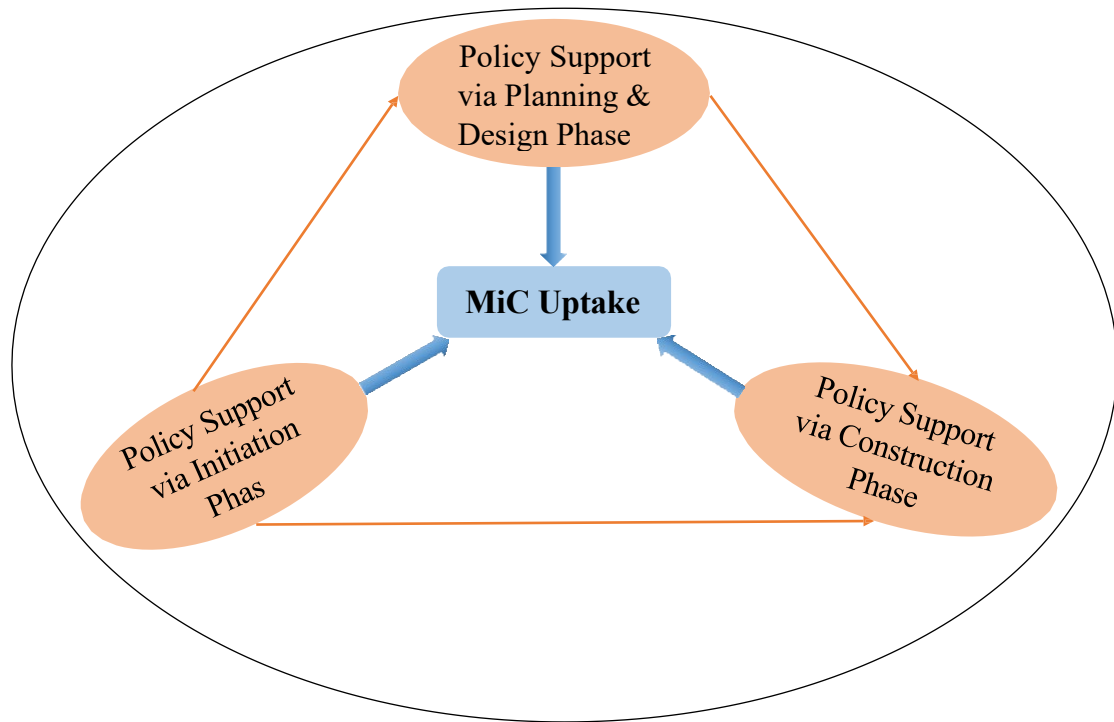 Policy Support
via Planning &
Design Phase
MiC Uptake
Policy Support
via Initiation
Phas
Policy Support
via Construction
Phase